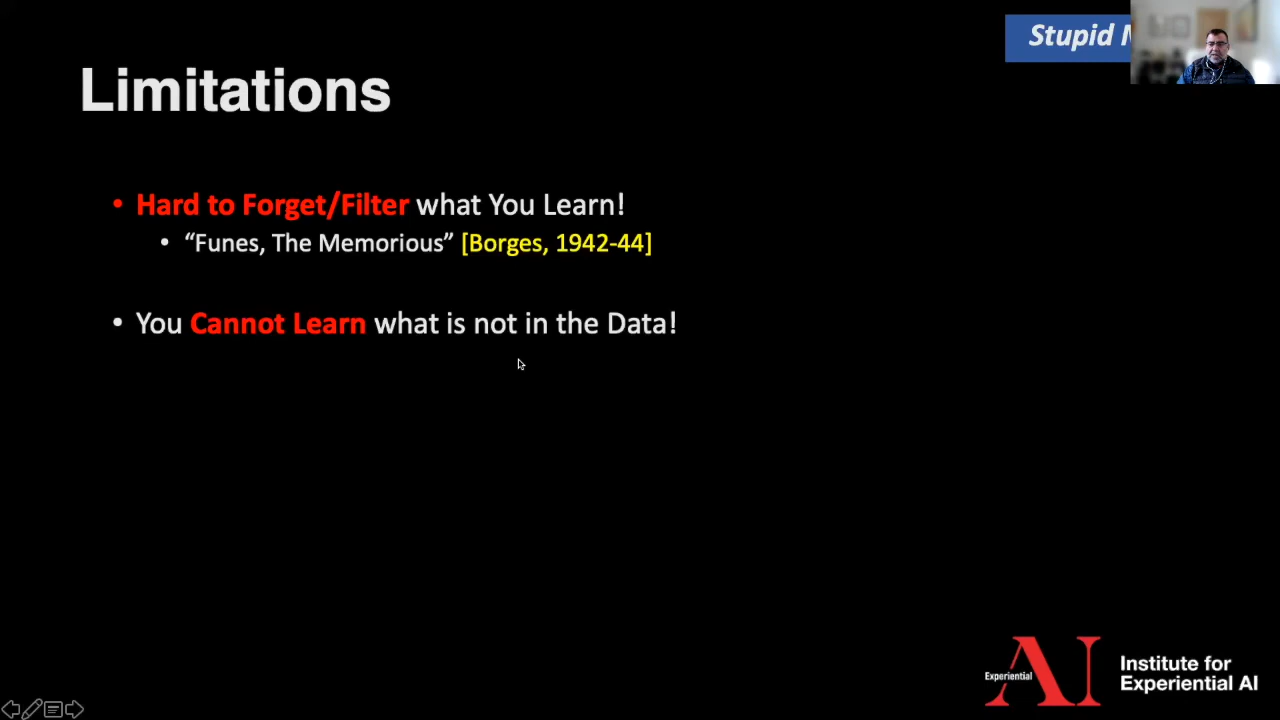 Stupid
Limitations
• Hard to Forget/Filter what You Learn!
• “Funes, The Memorious” [Borges, 1942-44]
• You Cannot Learn what is not in the Data!
Experiential AI
Institute for
Experiential AI